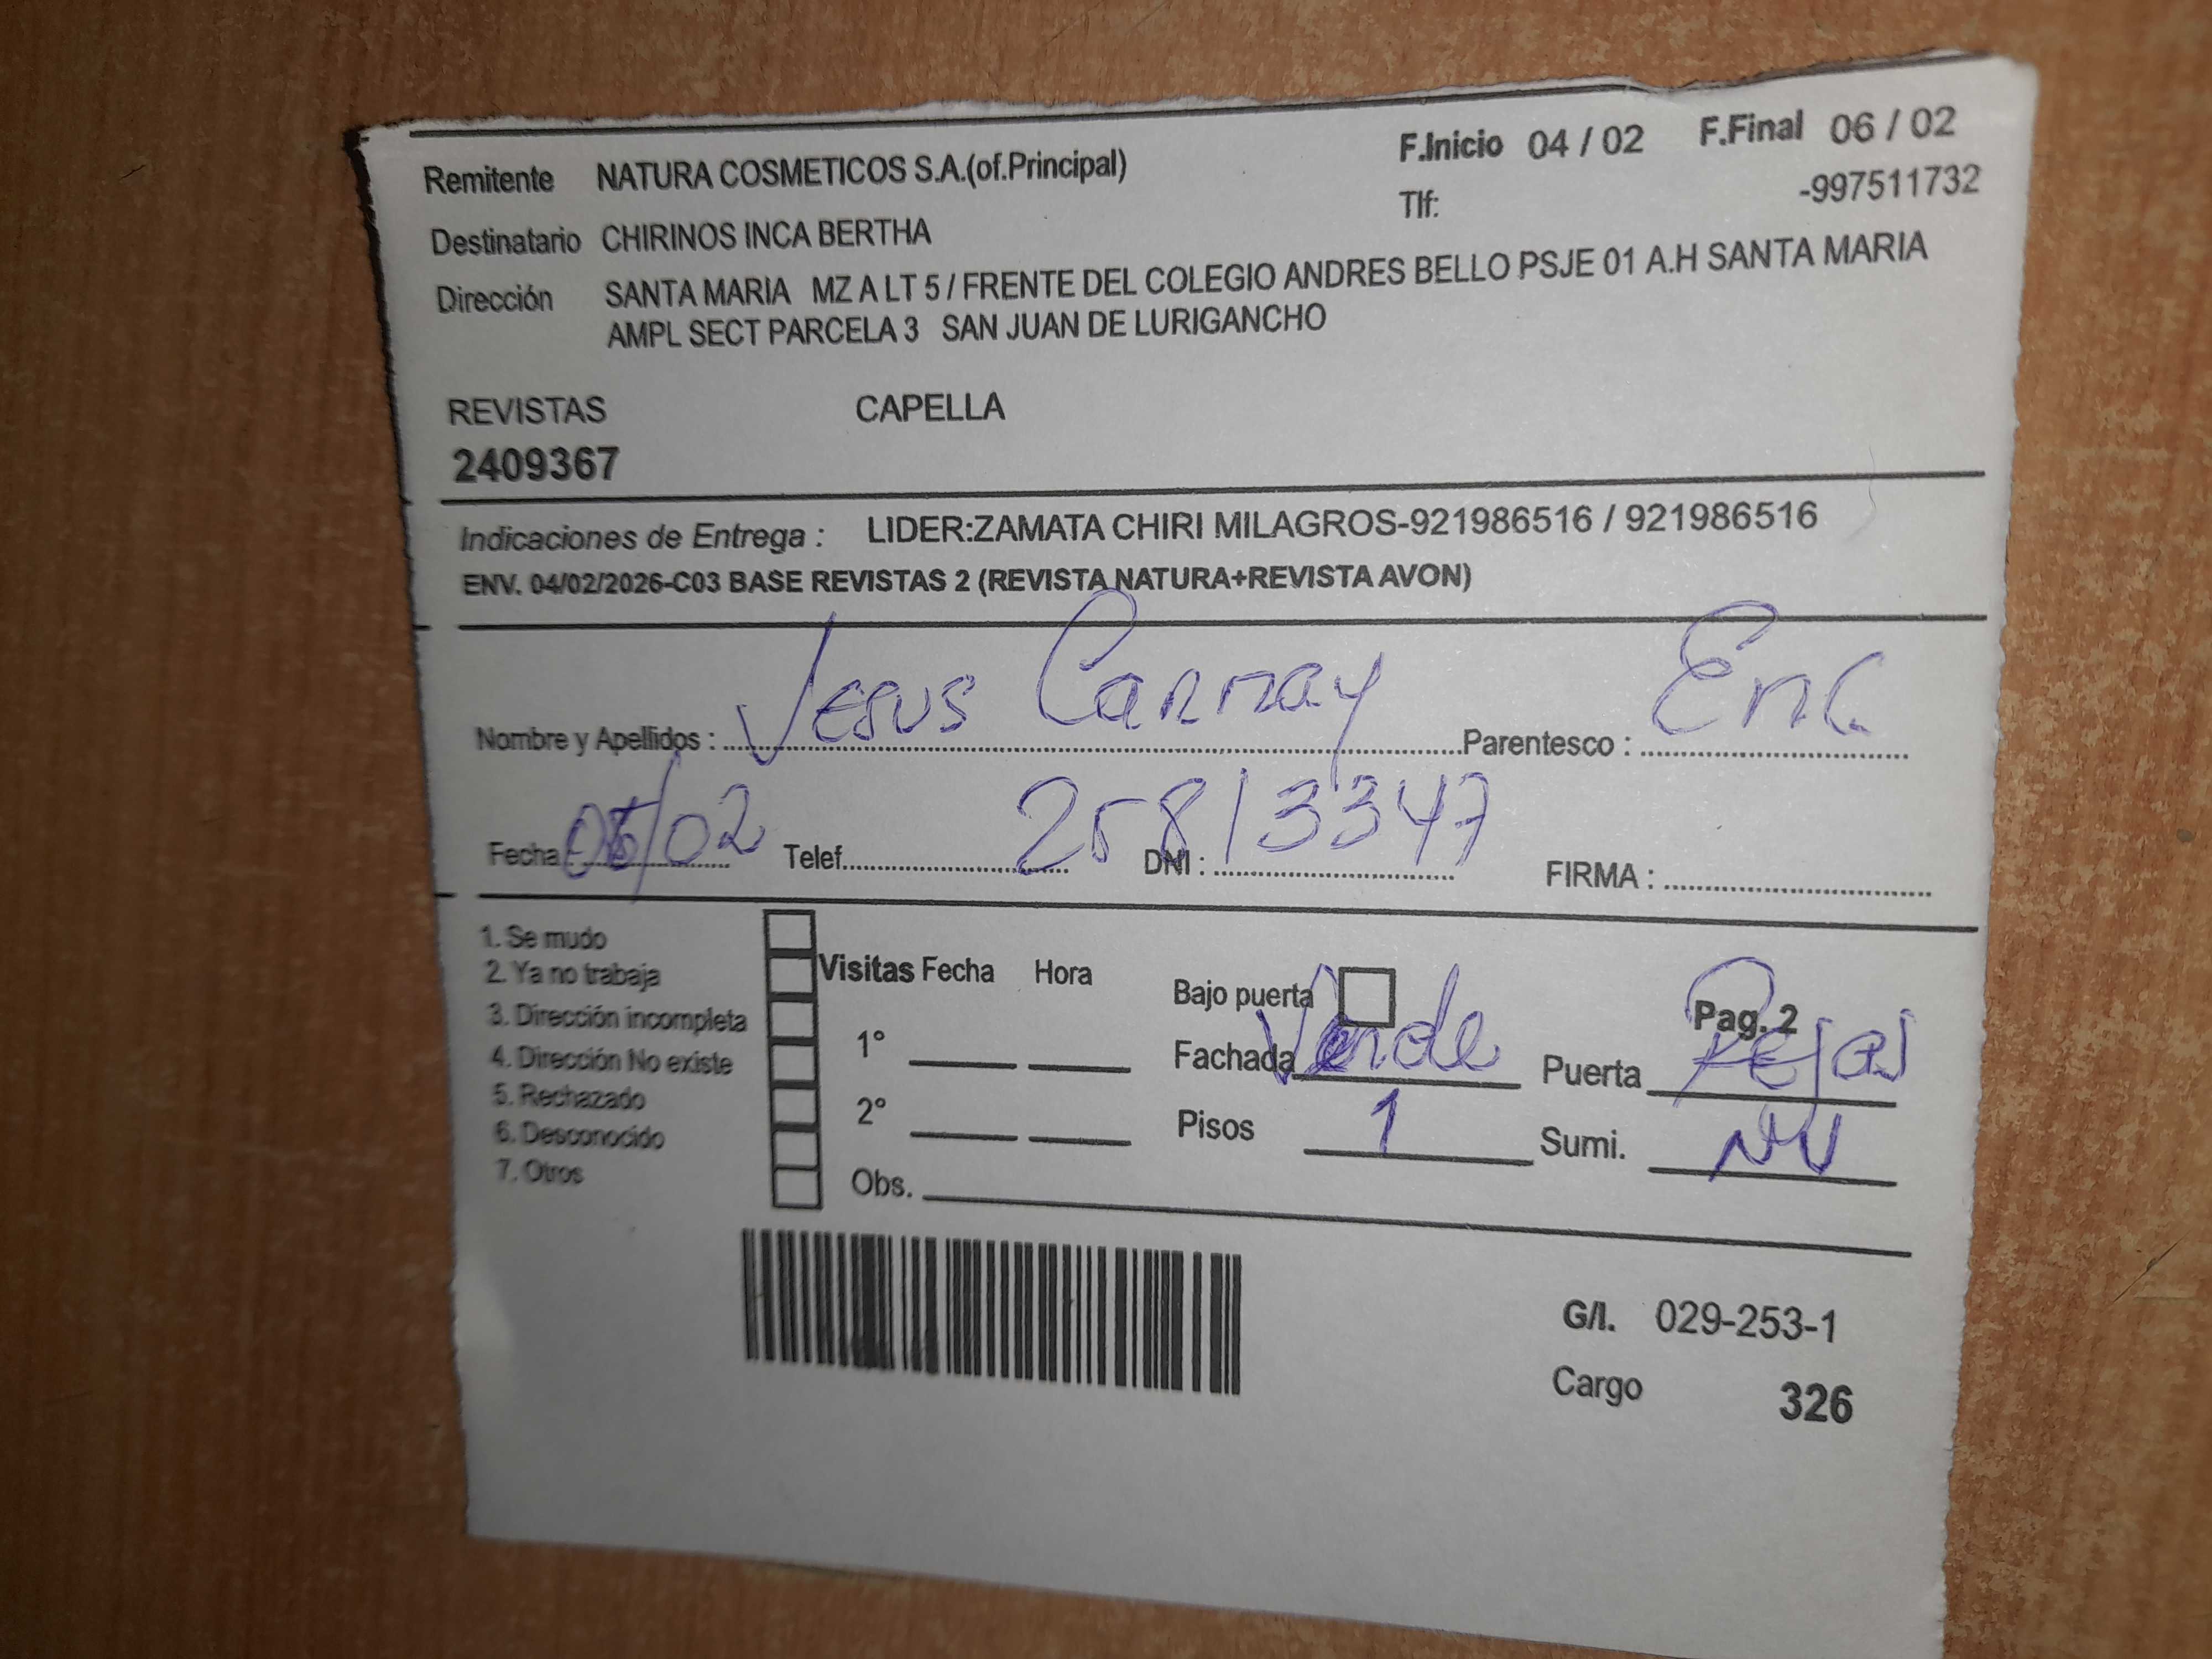 Remitente NATURA COSMETICOS S.A.(of.Principal) F.Inicio 04 / 02 F.Final 06 / 02
Destinatario CHIRINOS INCA BERTHA Tlf: -997511732
Dirección SANTA MARIA MZ A LT 5 / FRENTE DEL COLEGIO ANDRES BELLO PSJE 01 A.H SANTA MARIA
AMPL SECT PARCELA 3 SAN JUAN DE LURIGANCHO
REVISTAS CAPELLA
2409367
Indicaciones de Entrega : LIDER:ZAMATA CHIRI MILAGROS-921986516 / 921986516
ENV. 04/02/2026-C03 BASE REVISTAS 2 (REVISTA NATURA+REVISTA AVON)
Nombre y Apellidos : Jesus Parentesco : Enc.
Fecha : 05/02 Telef. DNI : 25813347 FIRMA :
1. Se mudo
2. Ya no trabaja
3. Dirección incompleta
4. Dirección No existe
5. Rechazado
6. Desconocido
7. Otros
Visitas Fecha Hora
1°
2°
Obs.
Bajo puerta Pag. 2
Fachada Verde Puerta Rejas
Pisos 1 Sumi. NV
G/I. 029-253-1
Cargo 326